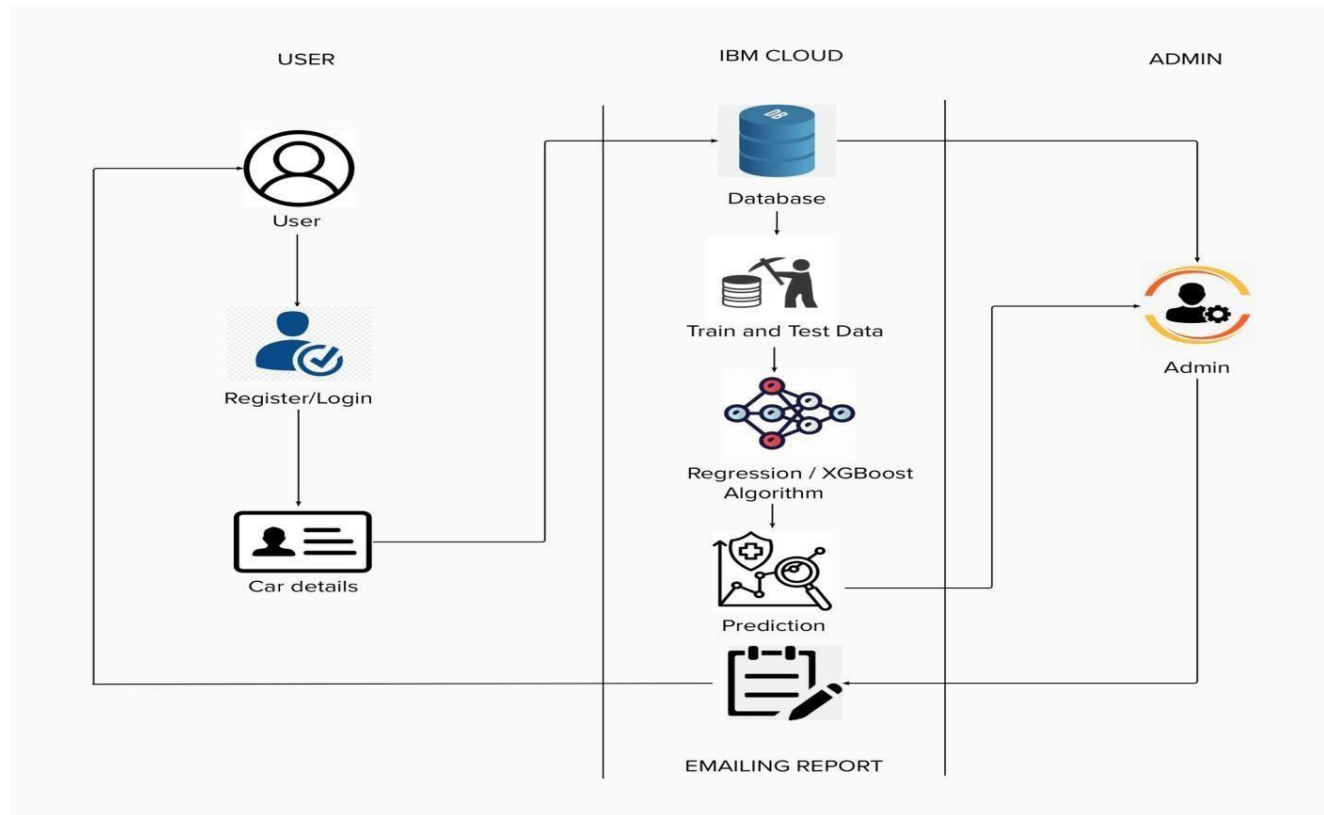 USER
IBM CLOUD
ADMIN
DB
User
Register/Login
Car details
Database
Train and Test Data
Regression / XGBoost
Algorithm
Prediction
EMAILING REPORT
Admin